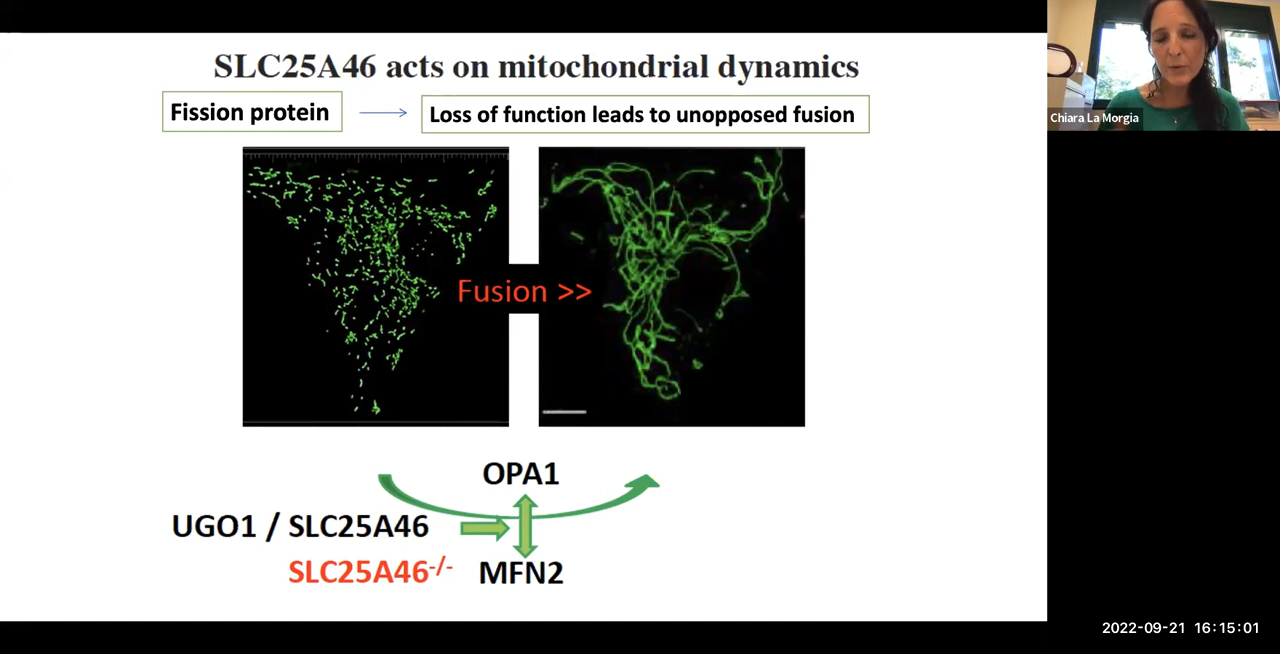 SLC25A46 acts on mitochondrial dynamics
Fission protein
Loss of function leads to unopposed fusion
Chiara La Morgia
Fusion >>
OPA1
UGO1 / SLC25A46
SLC25A46-/-
MFN2
2022-09-21 16:15:01